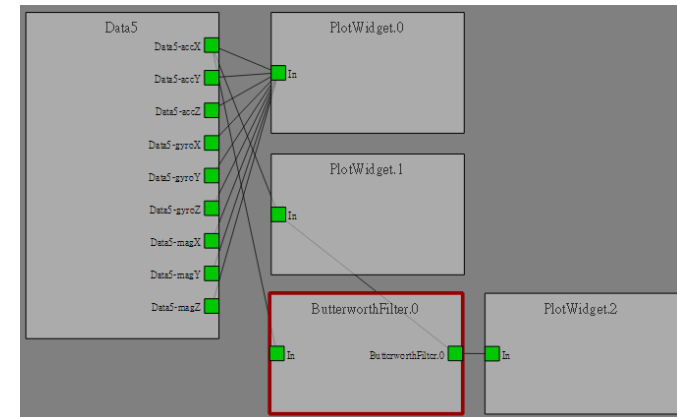 Data5
Data5-accX
Data5-accY
Data5-accZ
Data5-gyroX
Data5-gyroY
Data5-gyroZ
Data5-magX
Data5-magY
Data5-magZ
PlotWidget.0
In
PlotWidget.1
In
ButterworthFilter.0
In
ButterworthFilter.0
PlotWidget.2
In